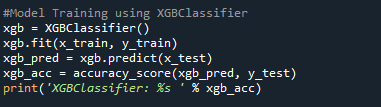 #Model Training using XGBClassifier
xgb = XGBClassifier()
xgb.fit(x_train, y_train)
xgb_pred = xgb.predict(x_test)
xgb_acc = accuracy_score(xgb_pred, y_test)
print('XGBClassifier: %s ' % xgb_acc)